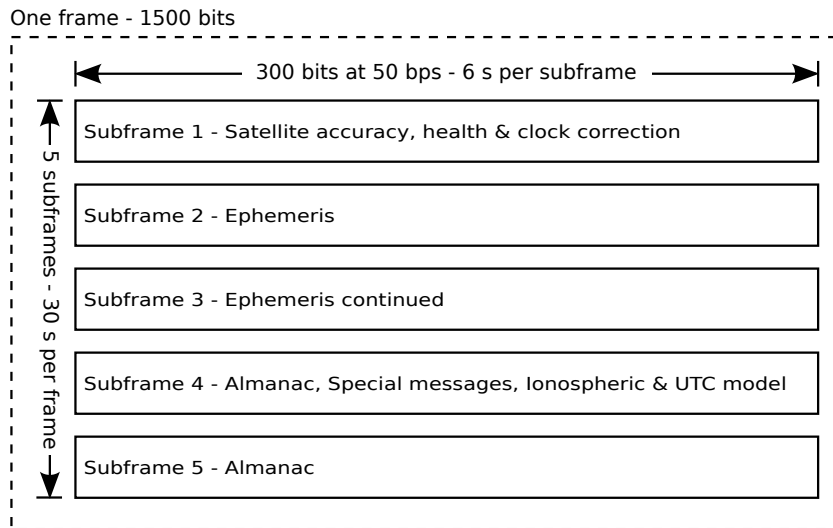 One frame - 1500 bits
300 bits at 50 bps - 6 s per subframe
5 subframes - 30 s per frame
Subframe 1 - Satellite accuracy, health & clock correction
Subframe 2 - Ephemeris
Subframe 3 - Ephemeris continued
Subframe 4 - Almanac, Special messages, Ionospheric & UTC model
Subframe 5 - Almanac